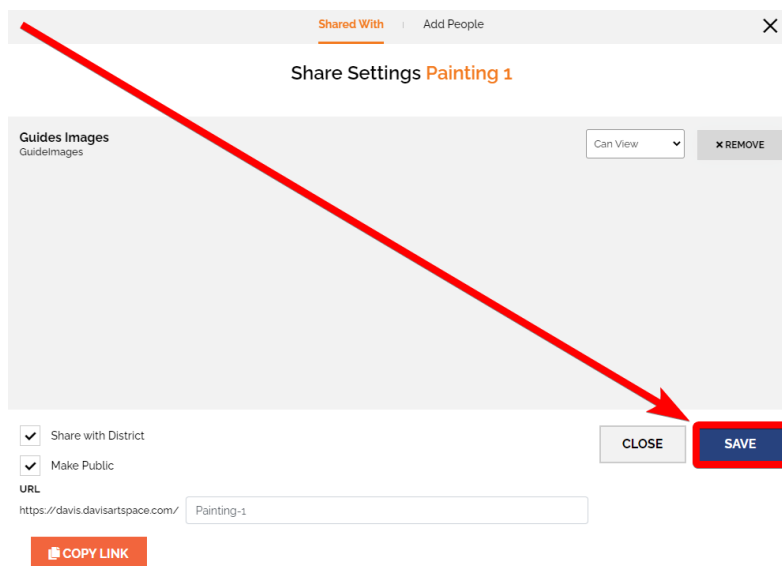 Shared With Add People
Share Settings Painting 1
Guides Images
GuideImages
Can View
× REMOVE
Share with District
Make Public
CLOSE
SAVE
URL
https://davis.davisartspace.com/ Painting-1
COPY LINK